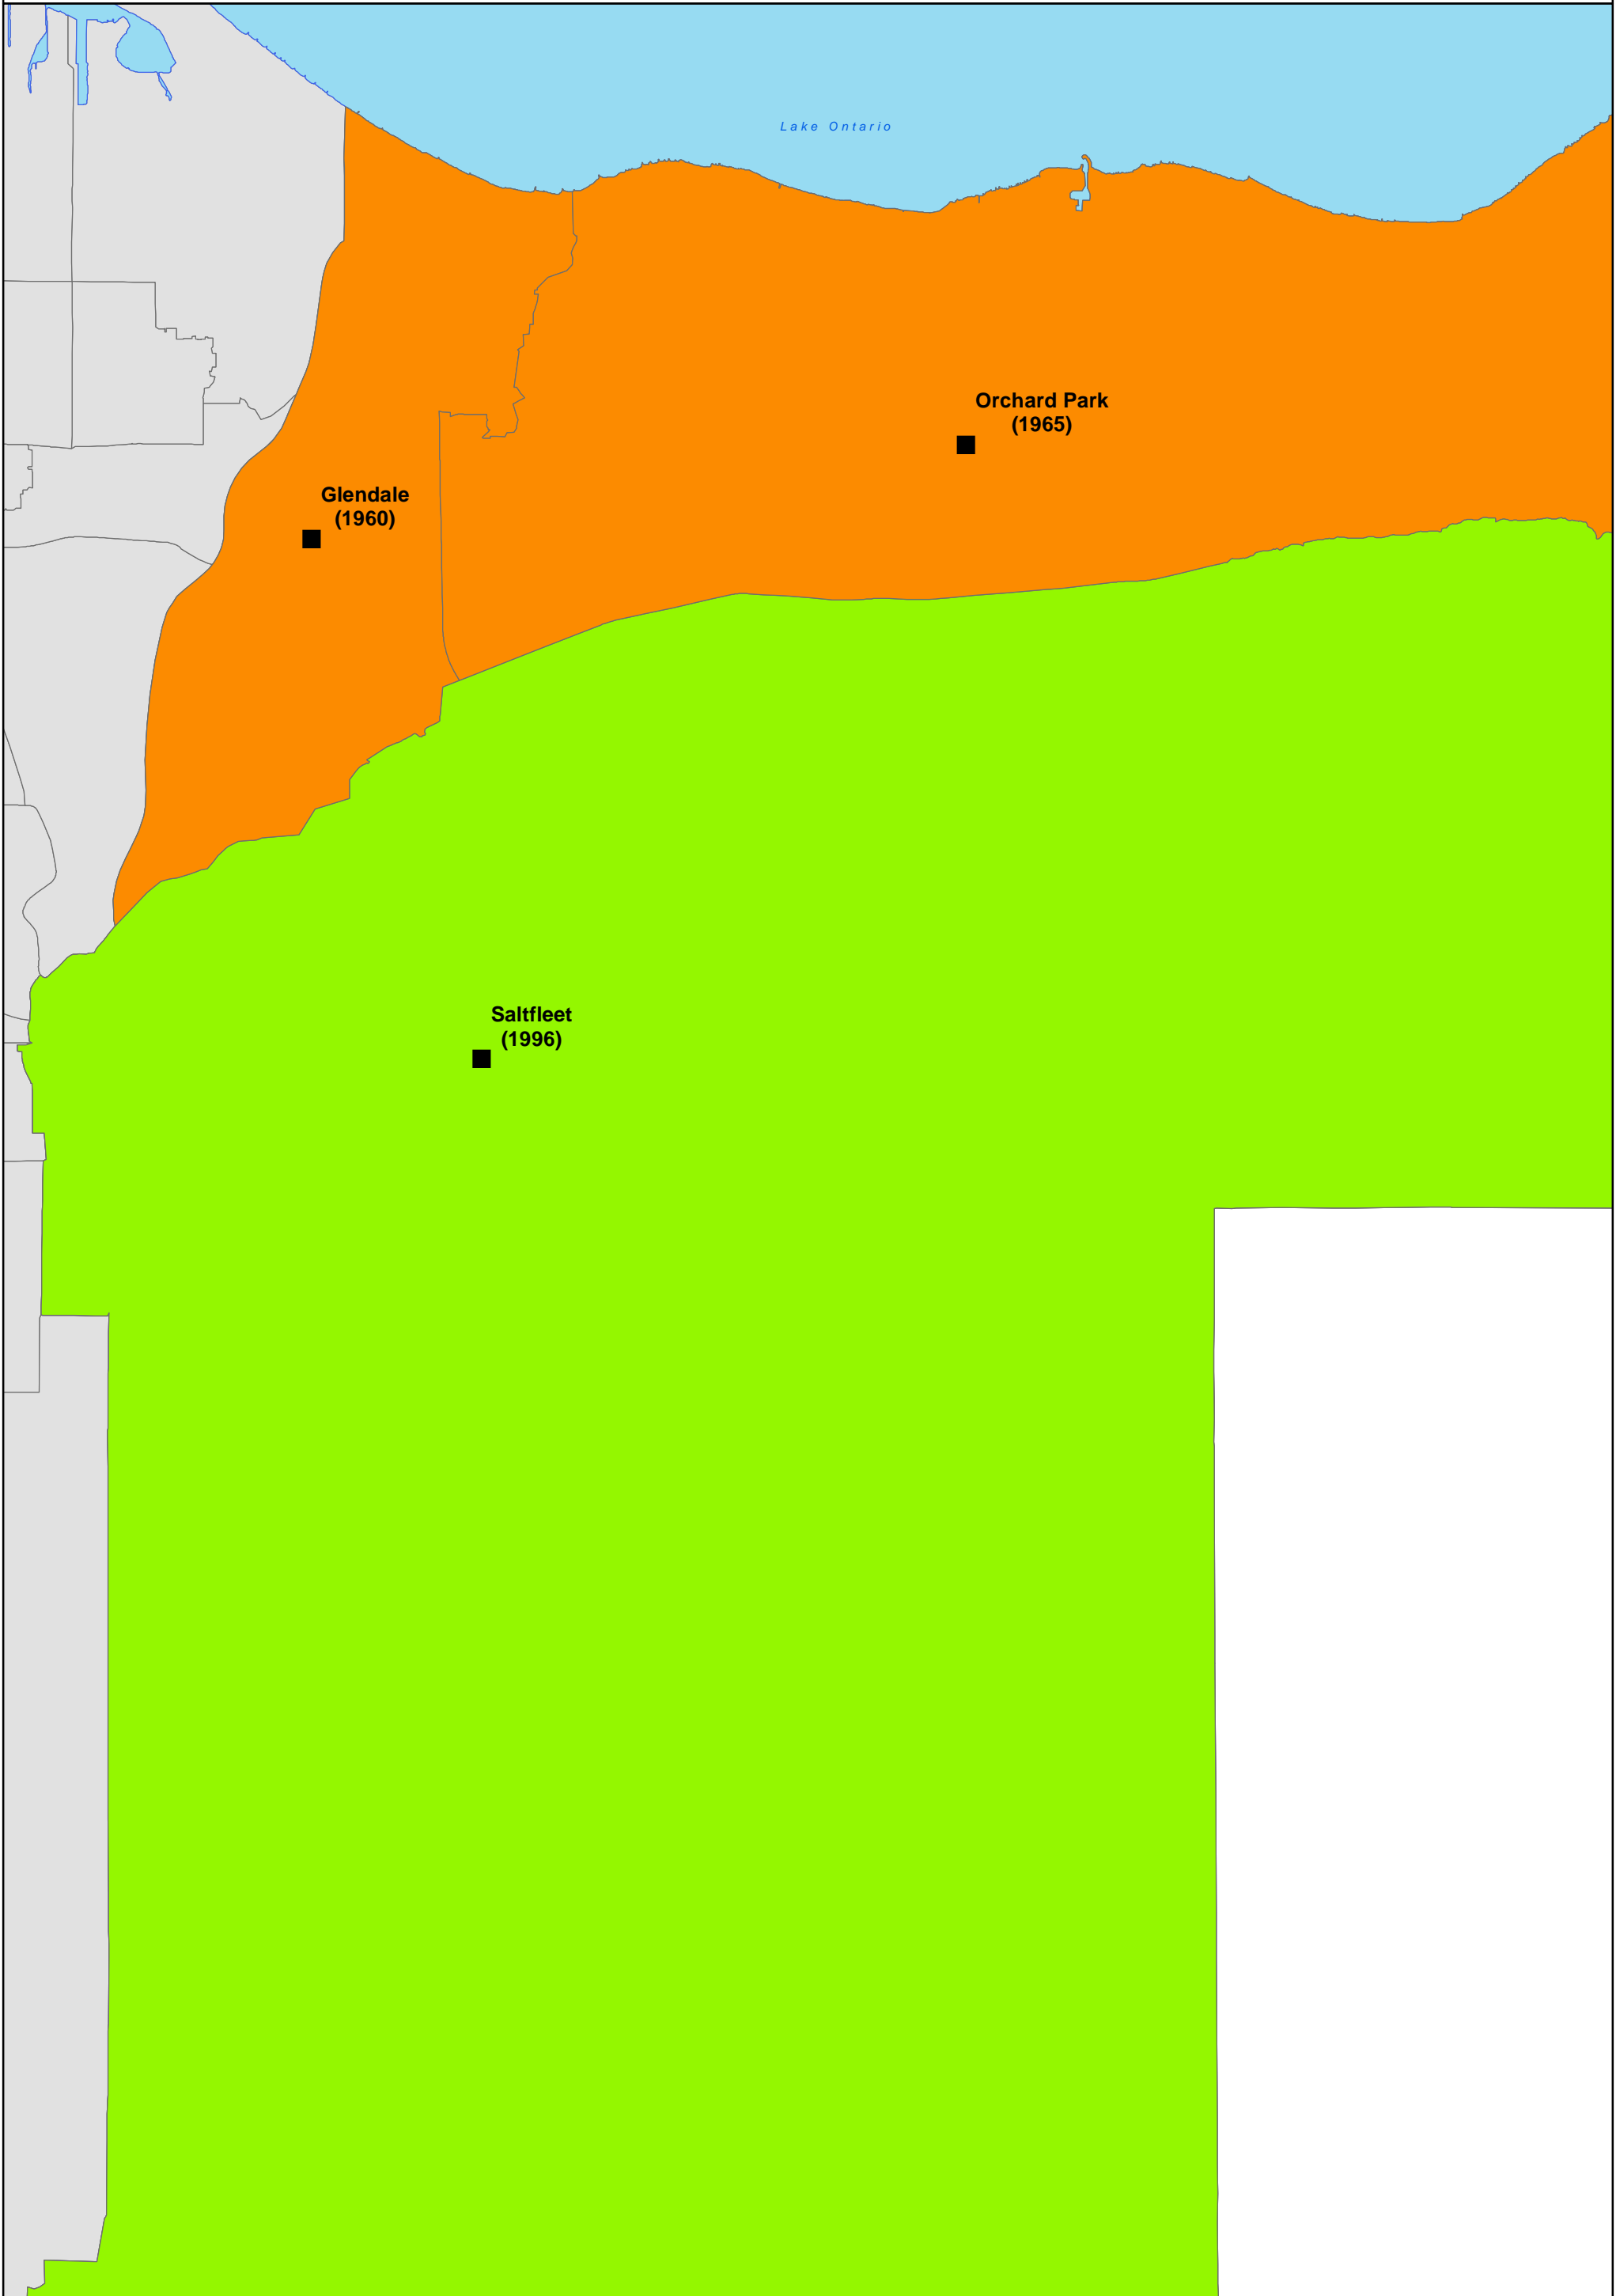 Lake Ontario
Orchard Park
(1965)
Glendale
(1960)
Saltfleet
(1996)